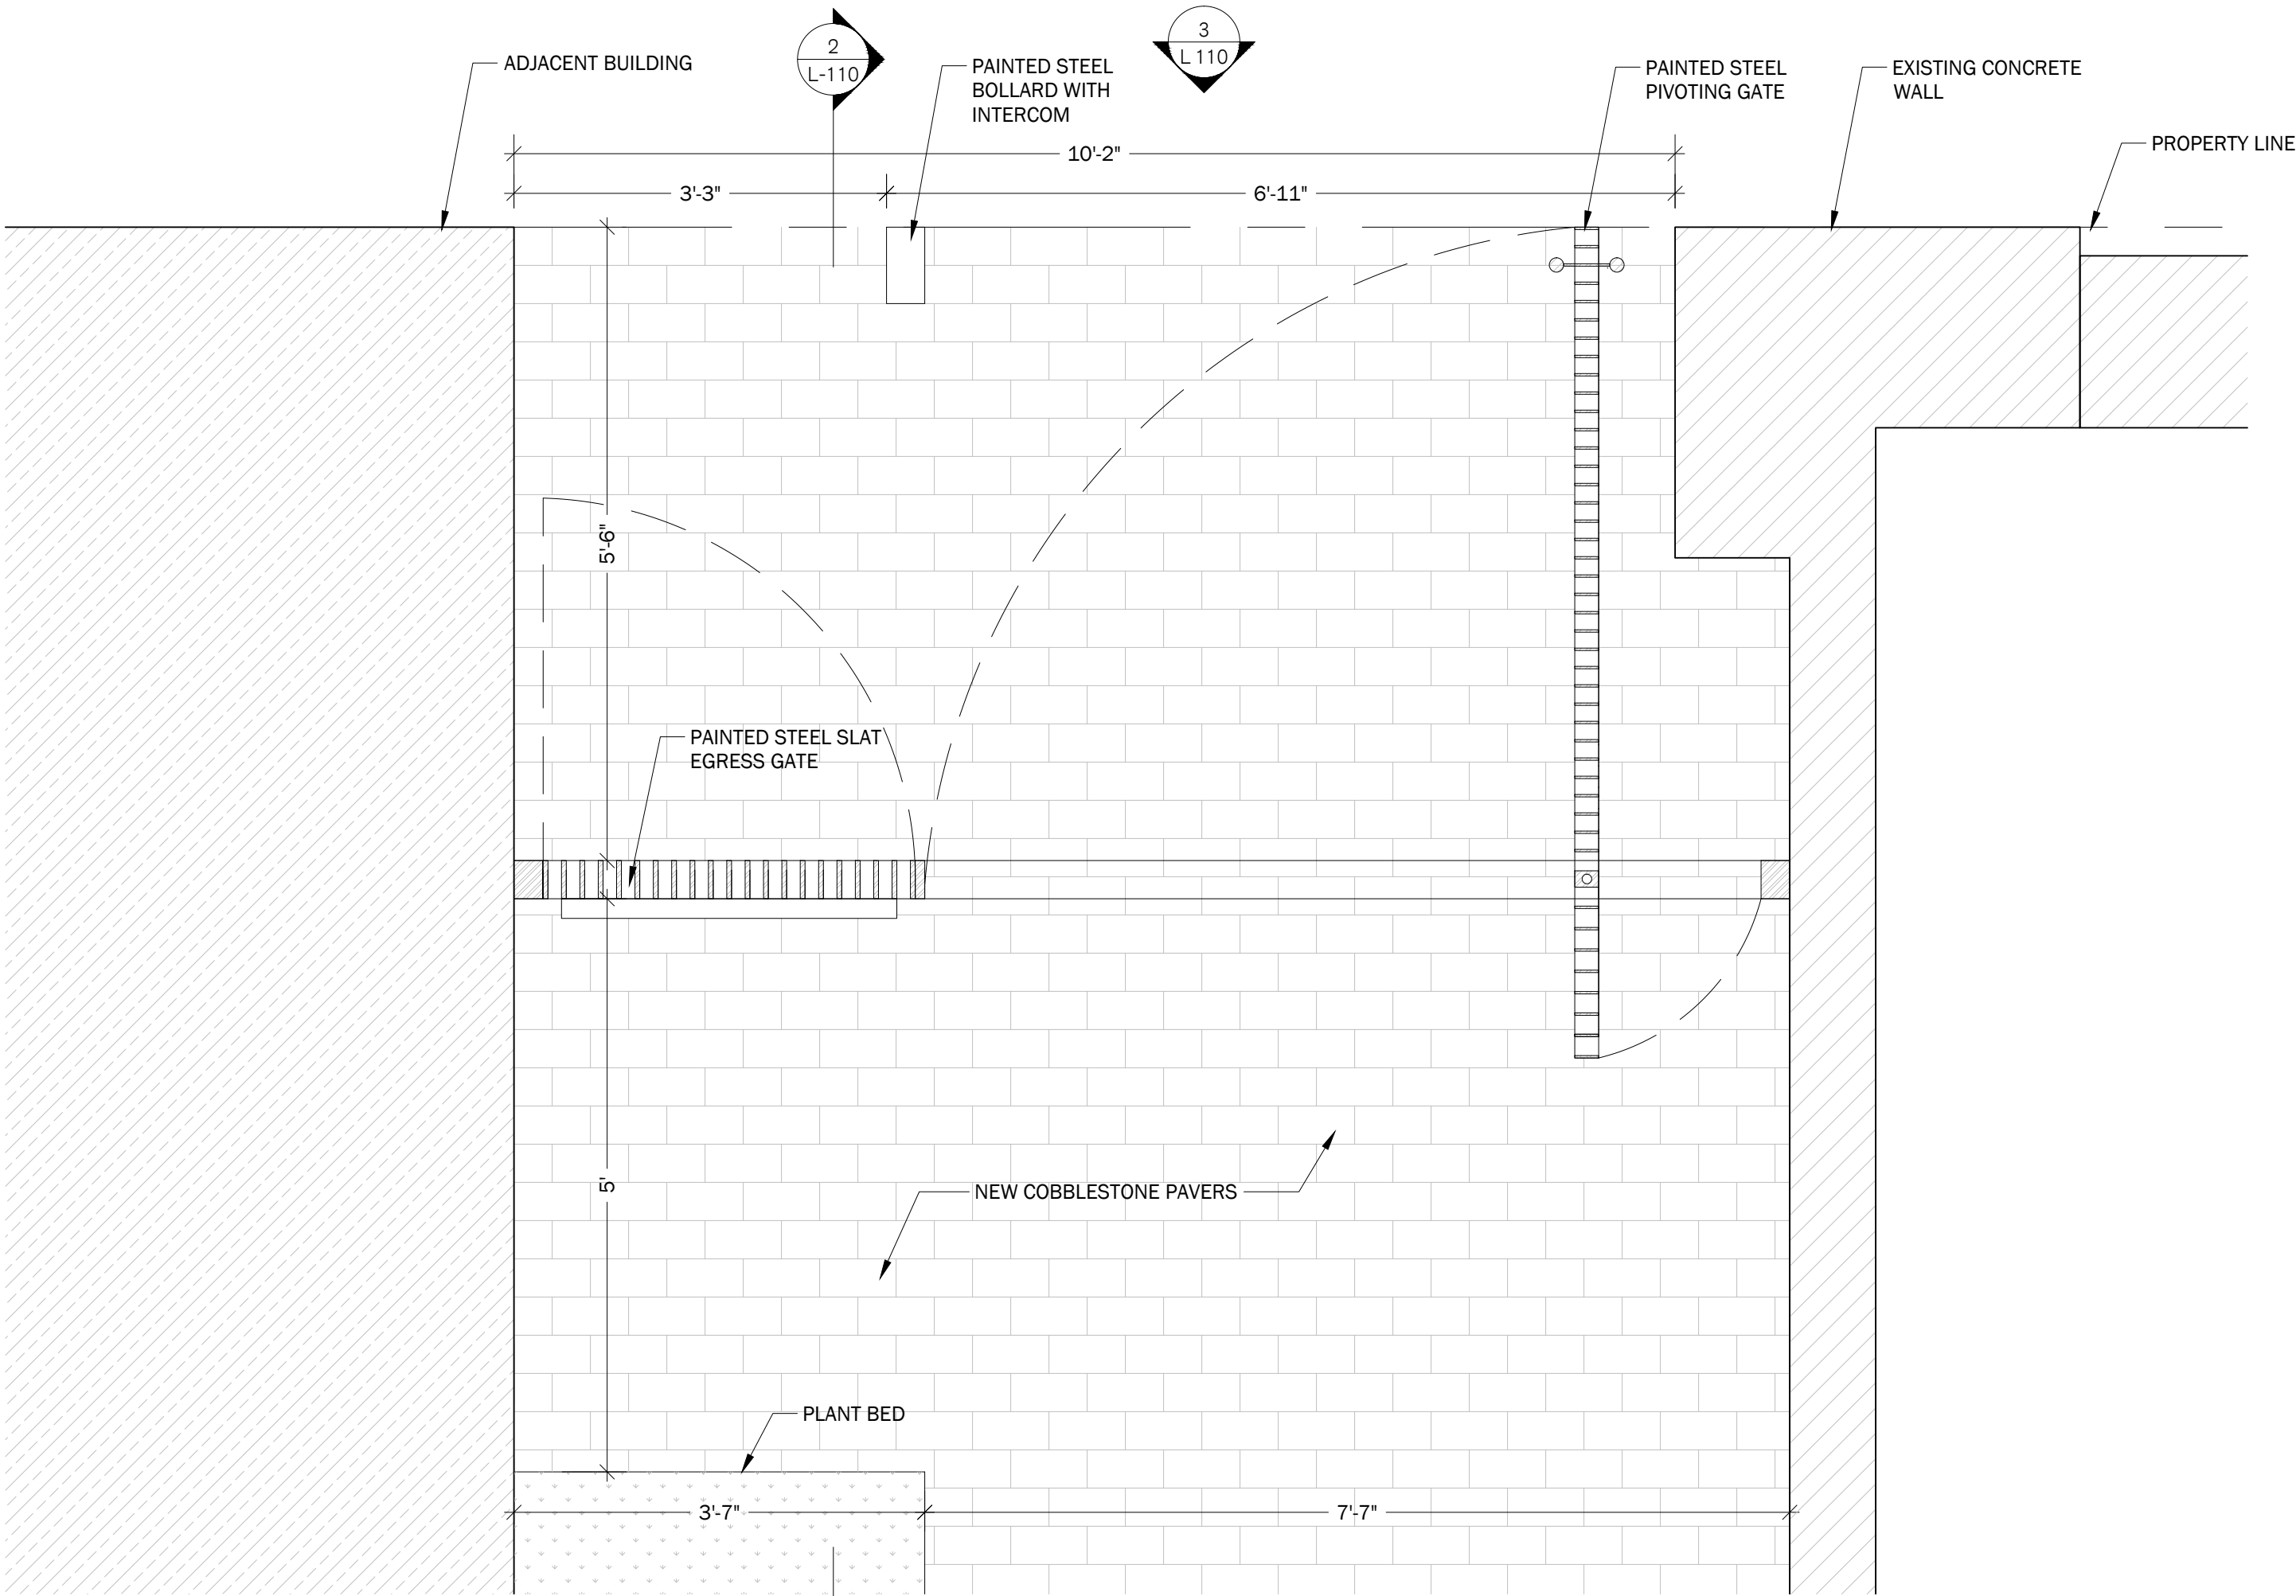 2
L-110
3
L 110
ADJACENT BUILDING
PAINTED STEEL
BOLLARD WITH
INTERCOM
PAINTED STEEL
PIVOTING GATE
EXISTING CONCRETE
WALL
PROPERTY LINE
10'-2"
3'-3"
6'-11"
5'-6"
PAINTED STEEL SLAT
EGRESS GATE
5'
NEW COBBLESTONE PAVERS
PLANT BED
3'-7"
7'-7"